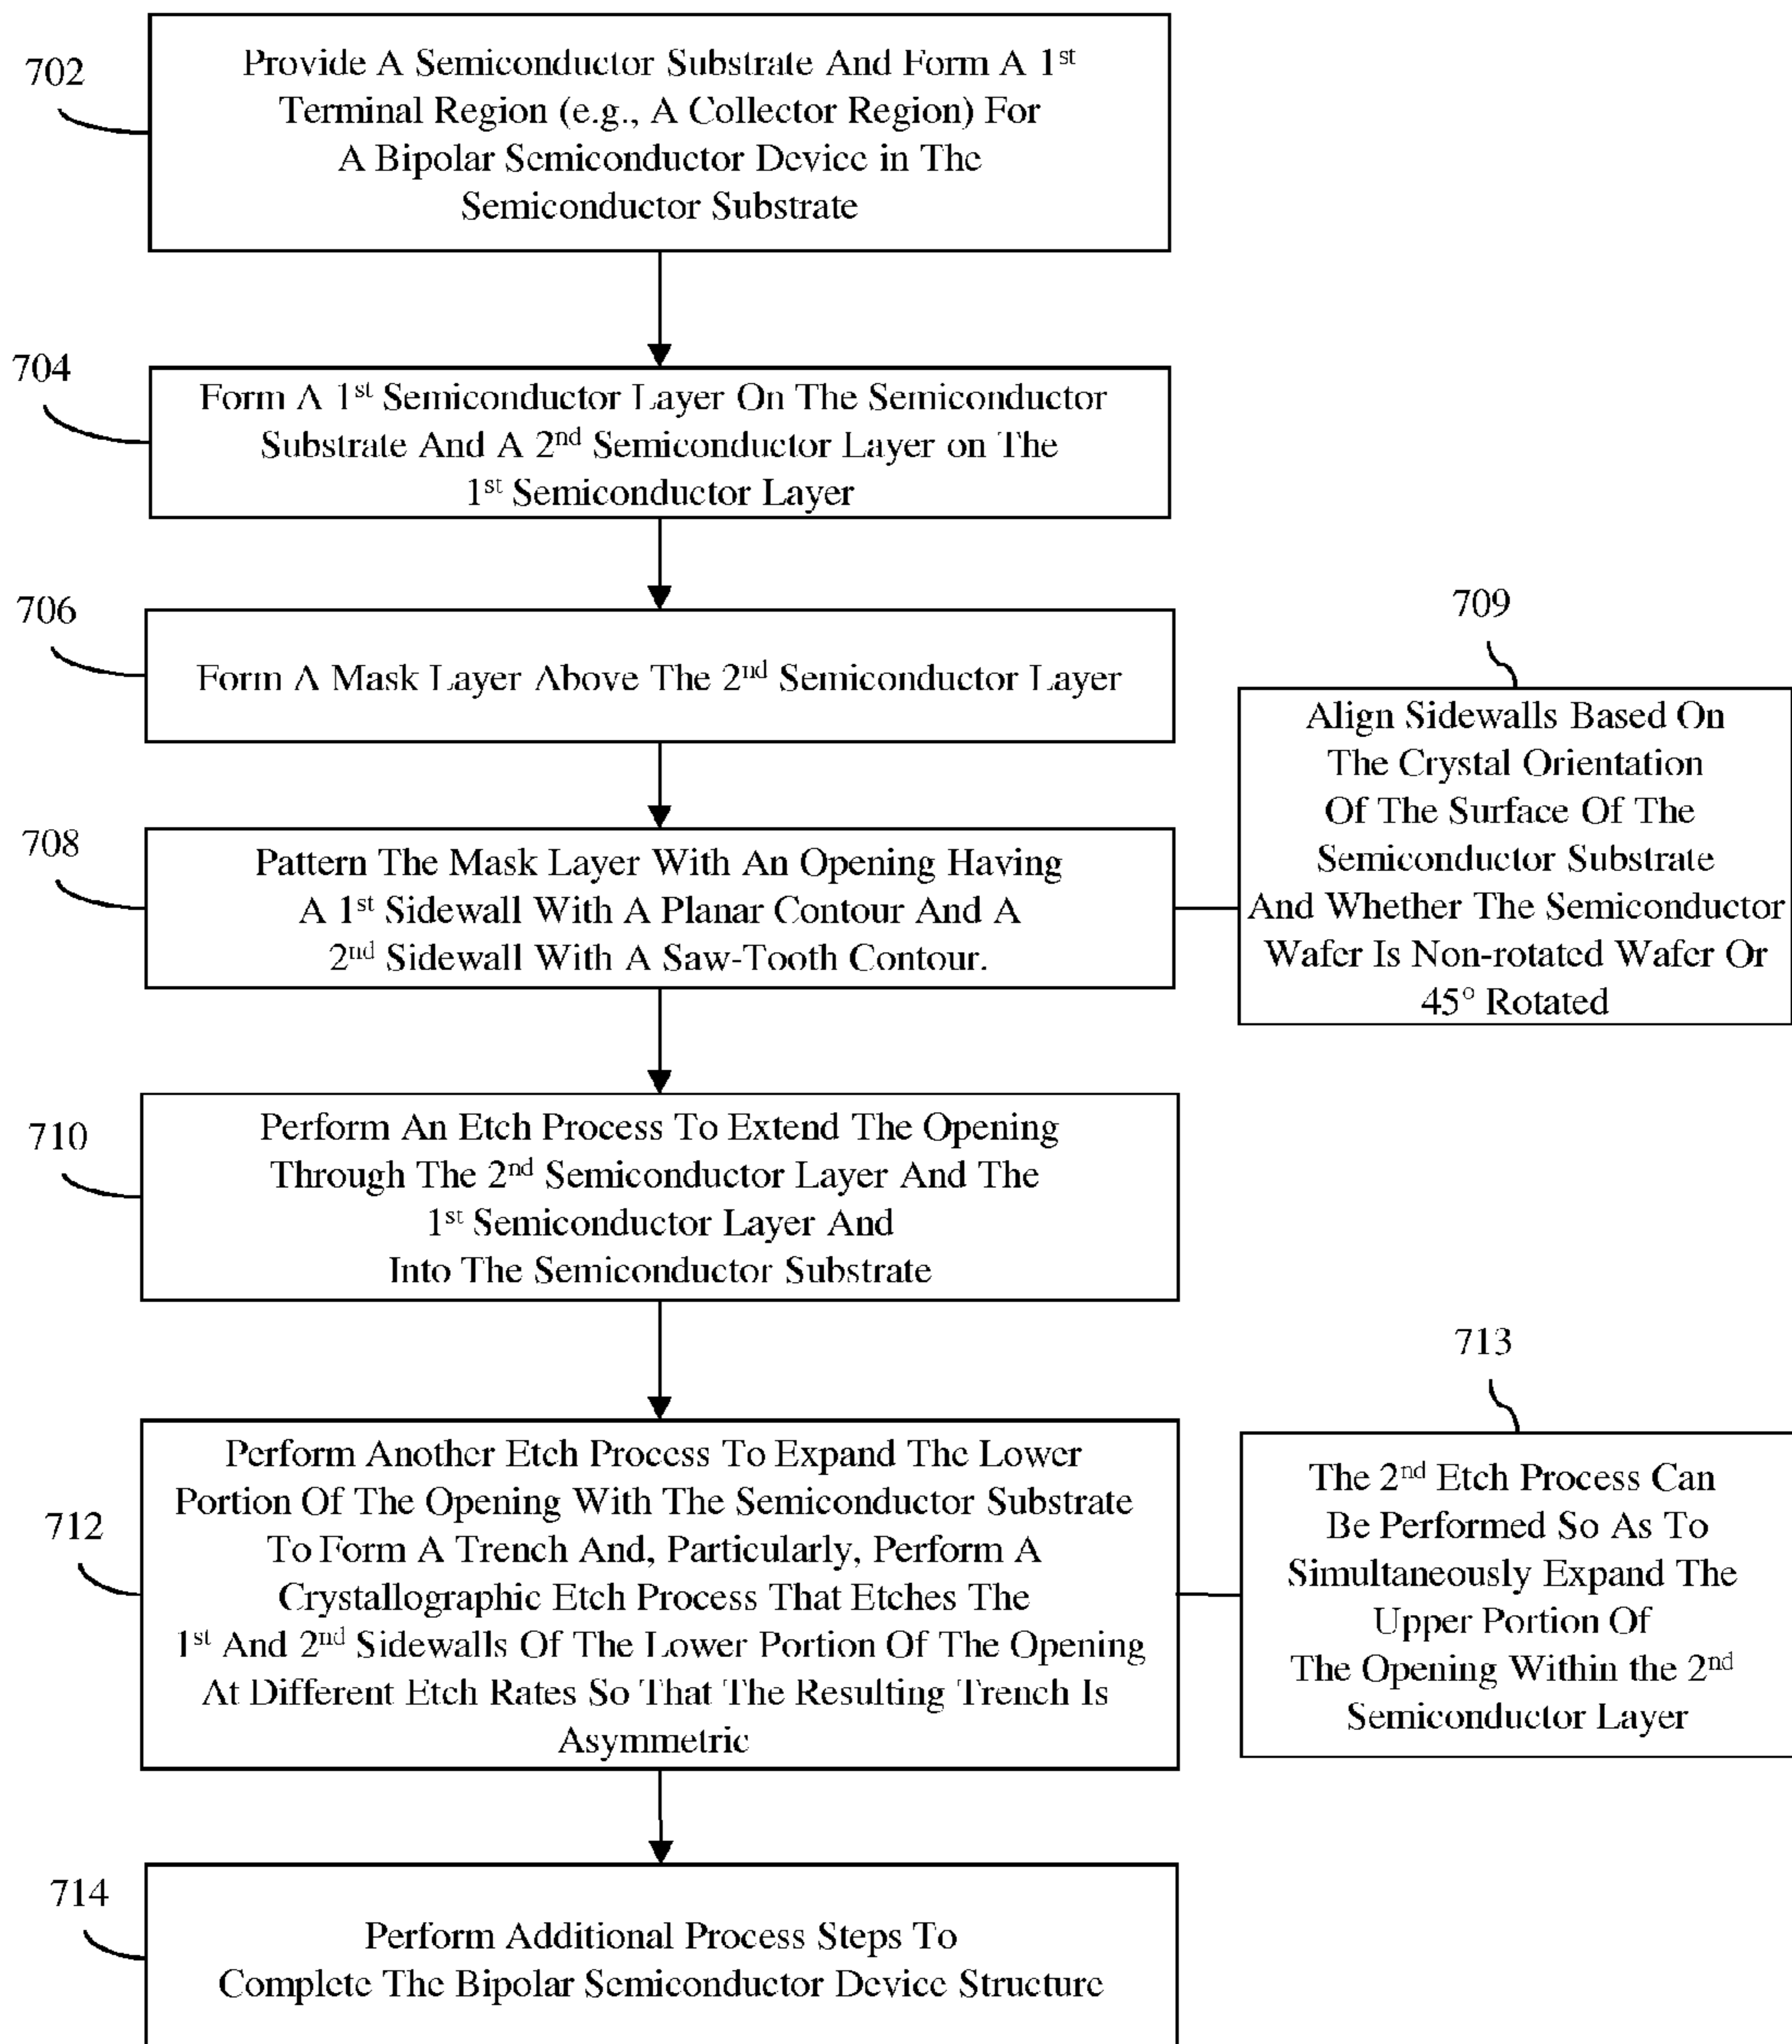 702
Provide A Semiconductor Substrate And Form A 1st
Terminal Region (e.g., A Collector Region) For
A Bipolar Semiconductor Device in The
Semiconductor Substrate
704
Form A 1st Semiconductor Layer On The Semiconductor
Substrate And A 2nd Semiconductor Layer on The
1st Semiconductor Layer
706
Form A Mask Layer Above The 2nd Semiconductor Layer
708
Pattern The Mask Layer With An Opening Having
A 1st Sidewall With A Planar Contour And A
2nd Sidewall With A Saw-Tooth Contour.
709
Align Sidewalls Based On
The Crystal Orientation
Of The Surface Of The
Semiconductor Substrate
And Whether The Semiconductor
Wafer Is Non-rotated Wafer Or
45° Rotated
710
Perform An Etch Process To Extend The Opening
Through The 2nd Semiconductor Layer And The
1st Semiconductor Layer And
Into The Semiconductor Substrate
712
Perform Another Etch Process To Expand The Lower
Portion Of The Opening With The Semiconductor Substrate
To Form A Trench And, Particularly, Perform A
Crystallographic Etch Process That Etches The
1st And 2nd Sidewalls Of The Lower Portion Of The Opening
At Different Etch Rates So That The Resulting Trench Is
Asymmetric
713
The 2nd Etch Process Can
Be Performed So As To
Simultaneously Expand The
Upper Portion Of
The Opening Within the 2nd
Semiconductor Layer
714
Perform Additional Process Steps To
Complete The Bipolar Semiconductor Device Structure